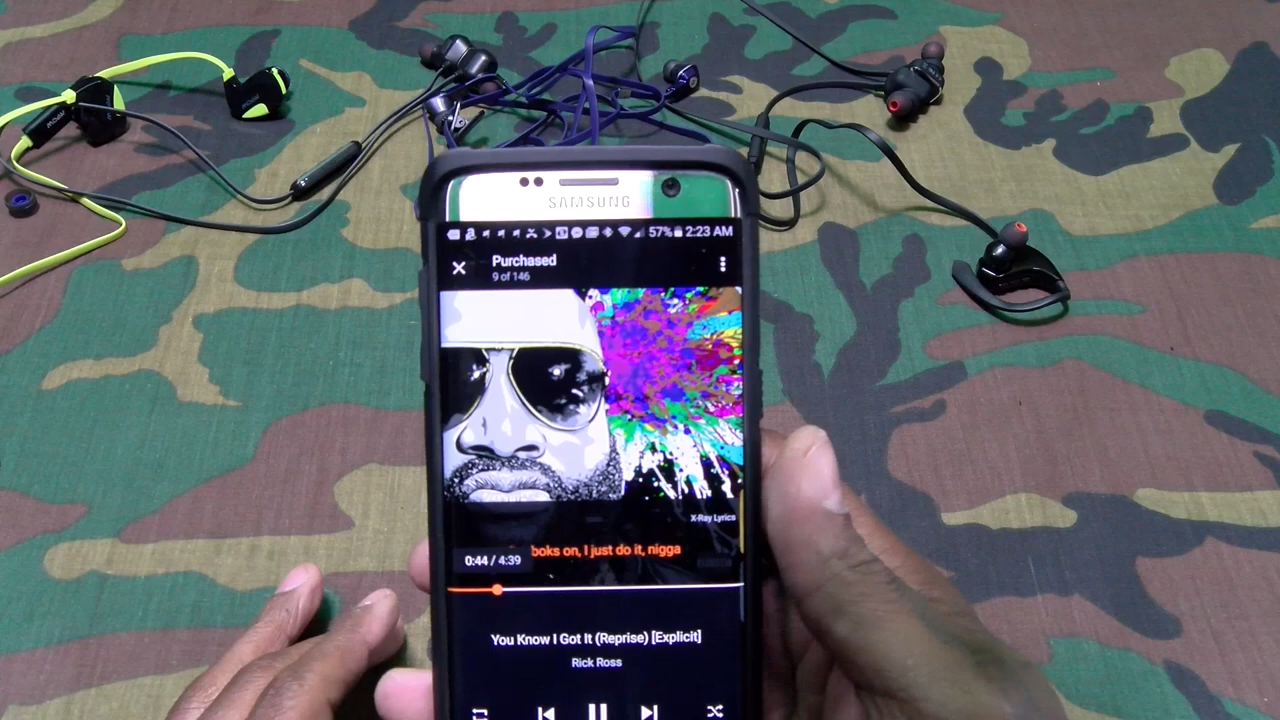 SAMSUNG
57% 2:23 AM
Purchased
9 of 146
X-Ray Lyrics
boks on, I just do it, nigga
0:44 / 4:39
You Know I Got It (Reprise) [Explicit]
Rick Ross